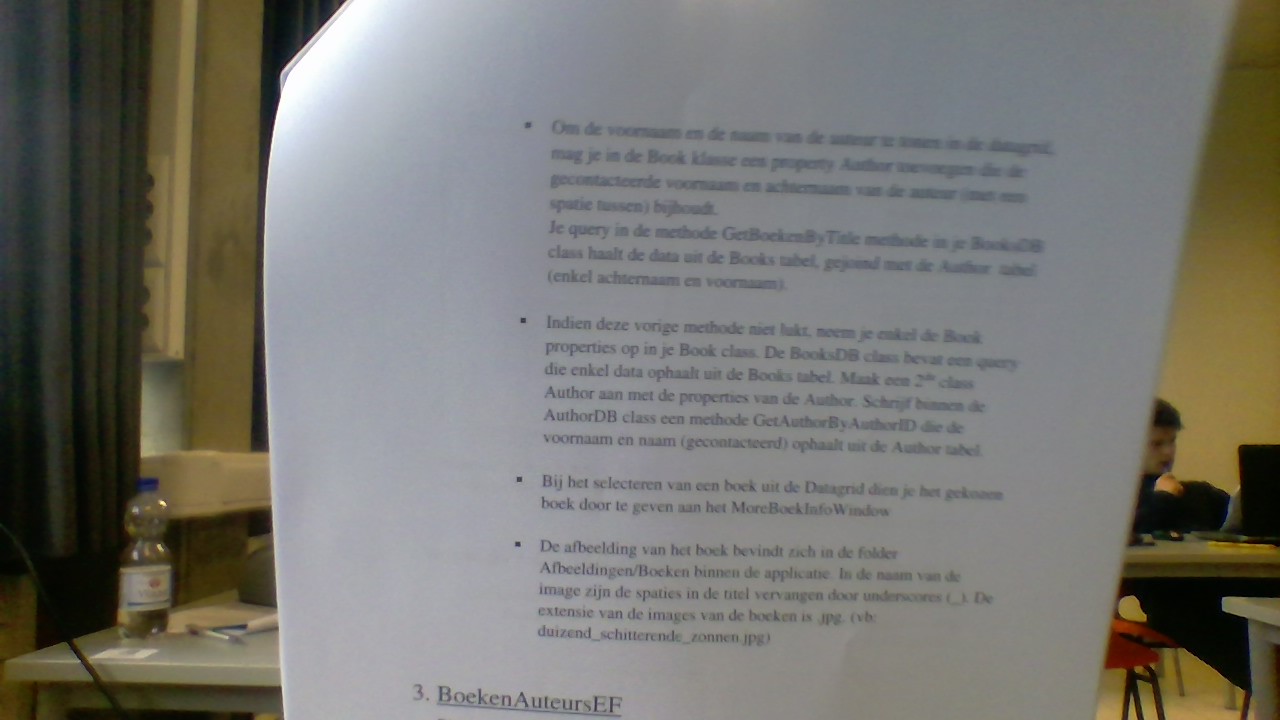 ▪ Om de voornaam en de naam van de auteur te tonen in de datagrid,
mag je in de Book klasse een property Author toevoegen die de
gecontacteerde voornaam en achternaam van de auteur (met een
spatie tussen) bijhoudt.
Je query in de methode GetBoekenByTitle methode in je BooksDB
class haalt de data uit de Books tabel, gejoind met de Author tabel
(enkel achternaam en voornaam).
▪ Indien deze vorige methode niet lukt, neem je enkel de Book
properties op in je Book class. De BooksDB class bevat een query
die enkel data ophaalt uit de Books tabel. Maak een 2de class
Author aan met de properties van de Author. Schrijf binnen de
AuthorDB class een methode GetAuthorByAuthorID die de
voornaam en naam (gecontacteerd) ophaalt uit de Author tabel.
▪ Bij het selecteren van een boek uit de Datagrid dien je het gekozen
boek door te geven aan het MoreBoekInfoWindow
▪ De afbeelding van het boek bevindt zich in de folder
Afbeeldingen/Boeken binnen de applicatie. In de naam van de
image zijn de spaties in de titel vervangen door underscores (_). De
extensie van de images van de boeken is .jpg. (vb:
duizend_schitterende_zonnen.jpg)
3. BoekenAuteursEF